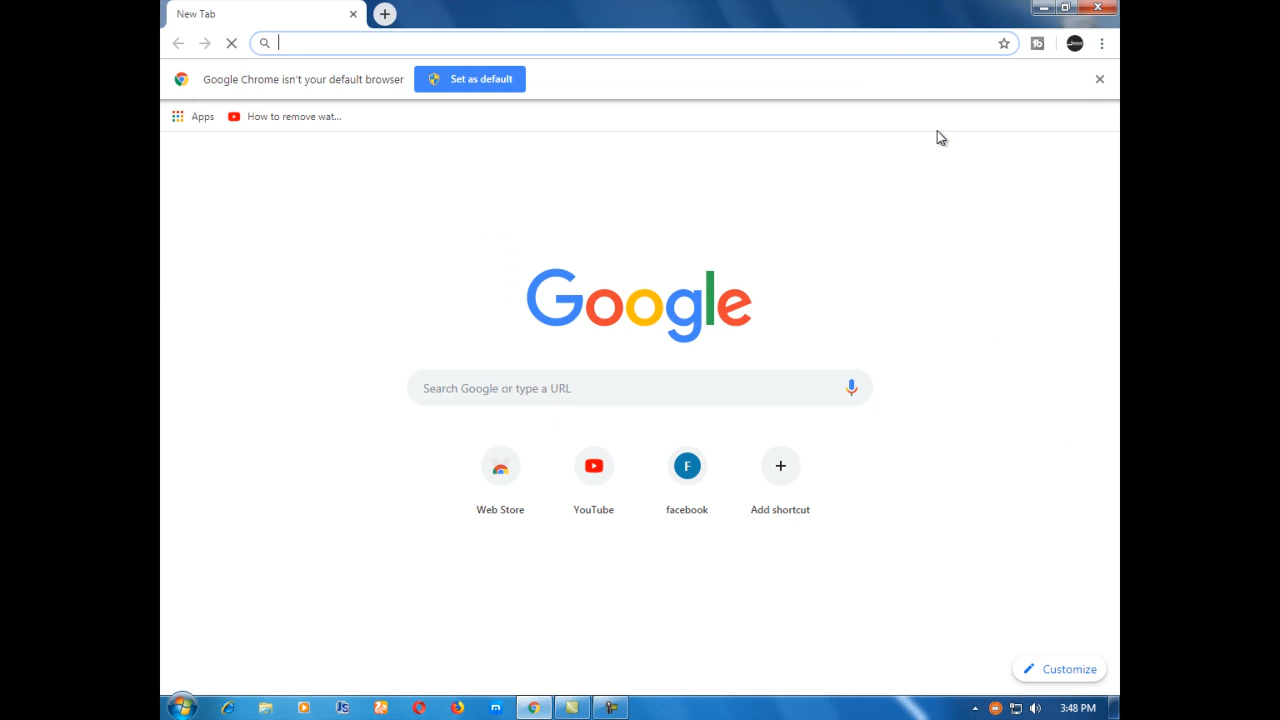 New Tab
Google Chrome isn't your default browser
Set as default
Apps
How to remove wat...
Google
Search Google or type a URL
F
Web Store
YouTube
facebook
Add shortcut
Customize
3:48 PM